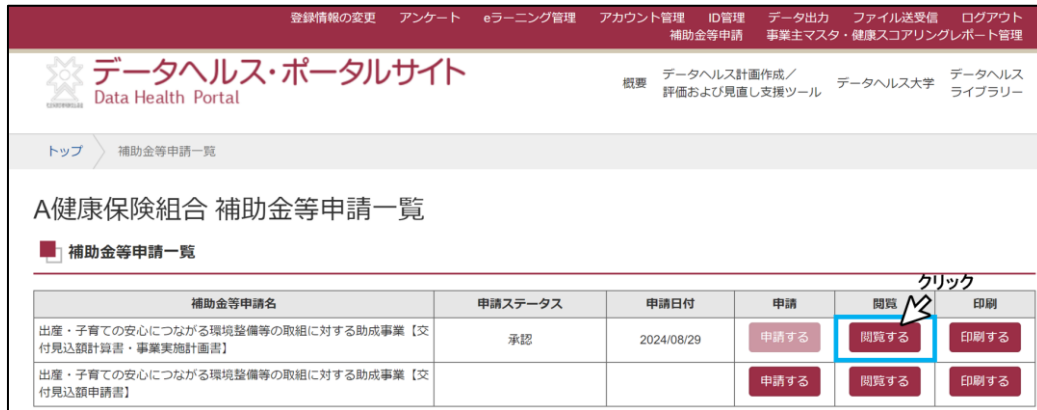 登録情報の変更 アンケート eラーニング管理 アカウント管理 ID管理 データ出力 ファイル送受信 ログアウト
補助金等申請 事業主マスタ・健康スコアリングレポート管理
データヘルス・ポータルサイト
Data Health Portal
概要 データヘルス計画作成/
評価および見直し支援ツール データヘルス大学 データヘルス
ライブラリー
トップ 補助金等申請一覧
A健康保険組合 補助金等申請一覧
補助金等申請一覧
クリック
補助金等申請名 申請ステータス 申請日付 申請 閲覧 印刷
出産・子育ての安心につながる環境整備等の取組に対する助成事業【交
付見込額計算書・事業実施計画書】 承認 2024/08/29 申請する 閲覧する 印刷する
出産・子育ての安心につながる環境整備等の取組に対する助成事業【交
付見込額申請書】 申請する 閲覧する 印刷する